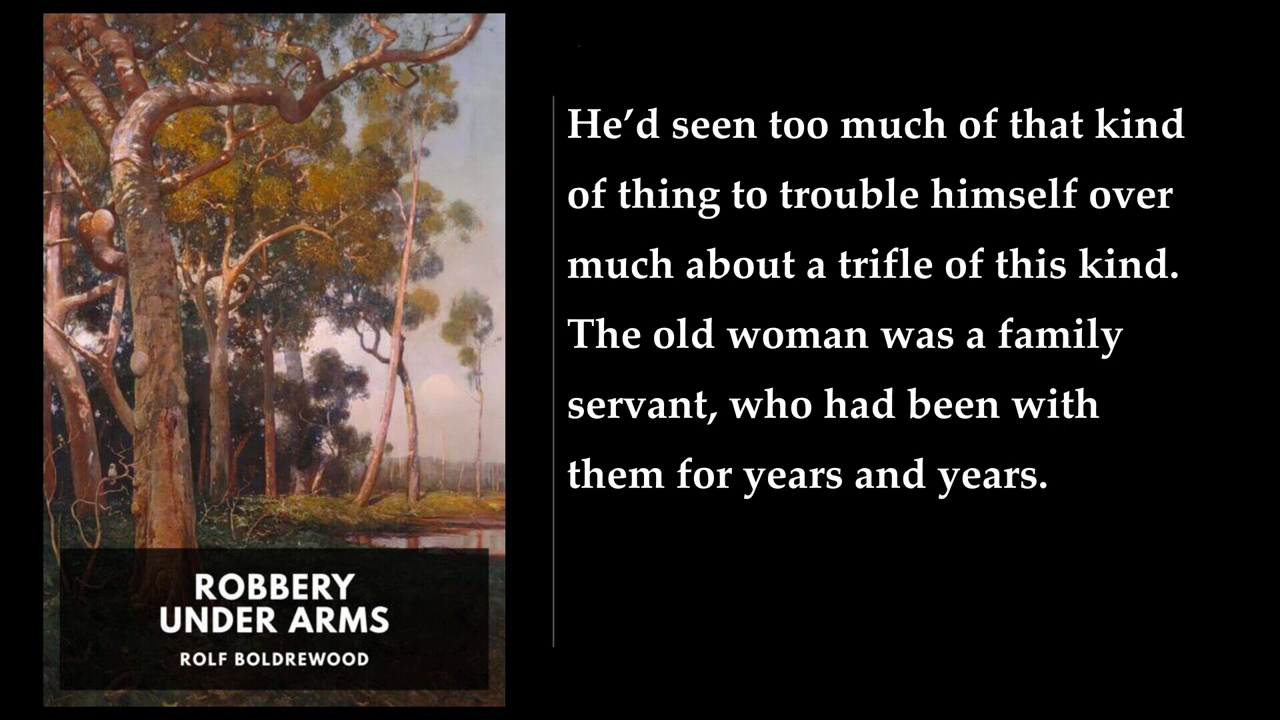 ROBBERY
UNDER ARMS
ROLF BOLDREWOOD
He’d seen too much of that kind
of thing to trouble himself over
much about a trifle of this kind.
The old woman was a family
servant, who had been with
them for years and years.